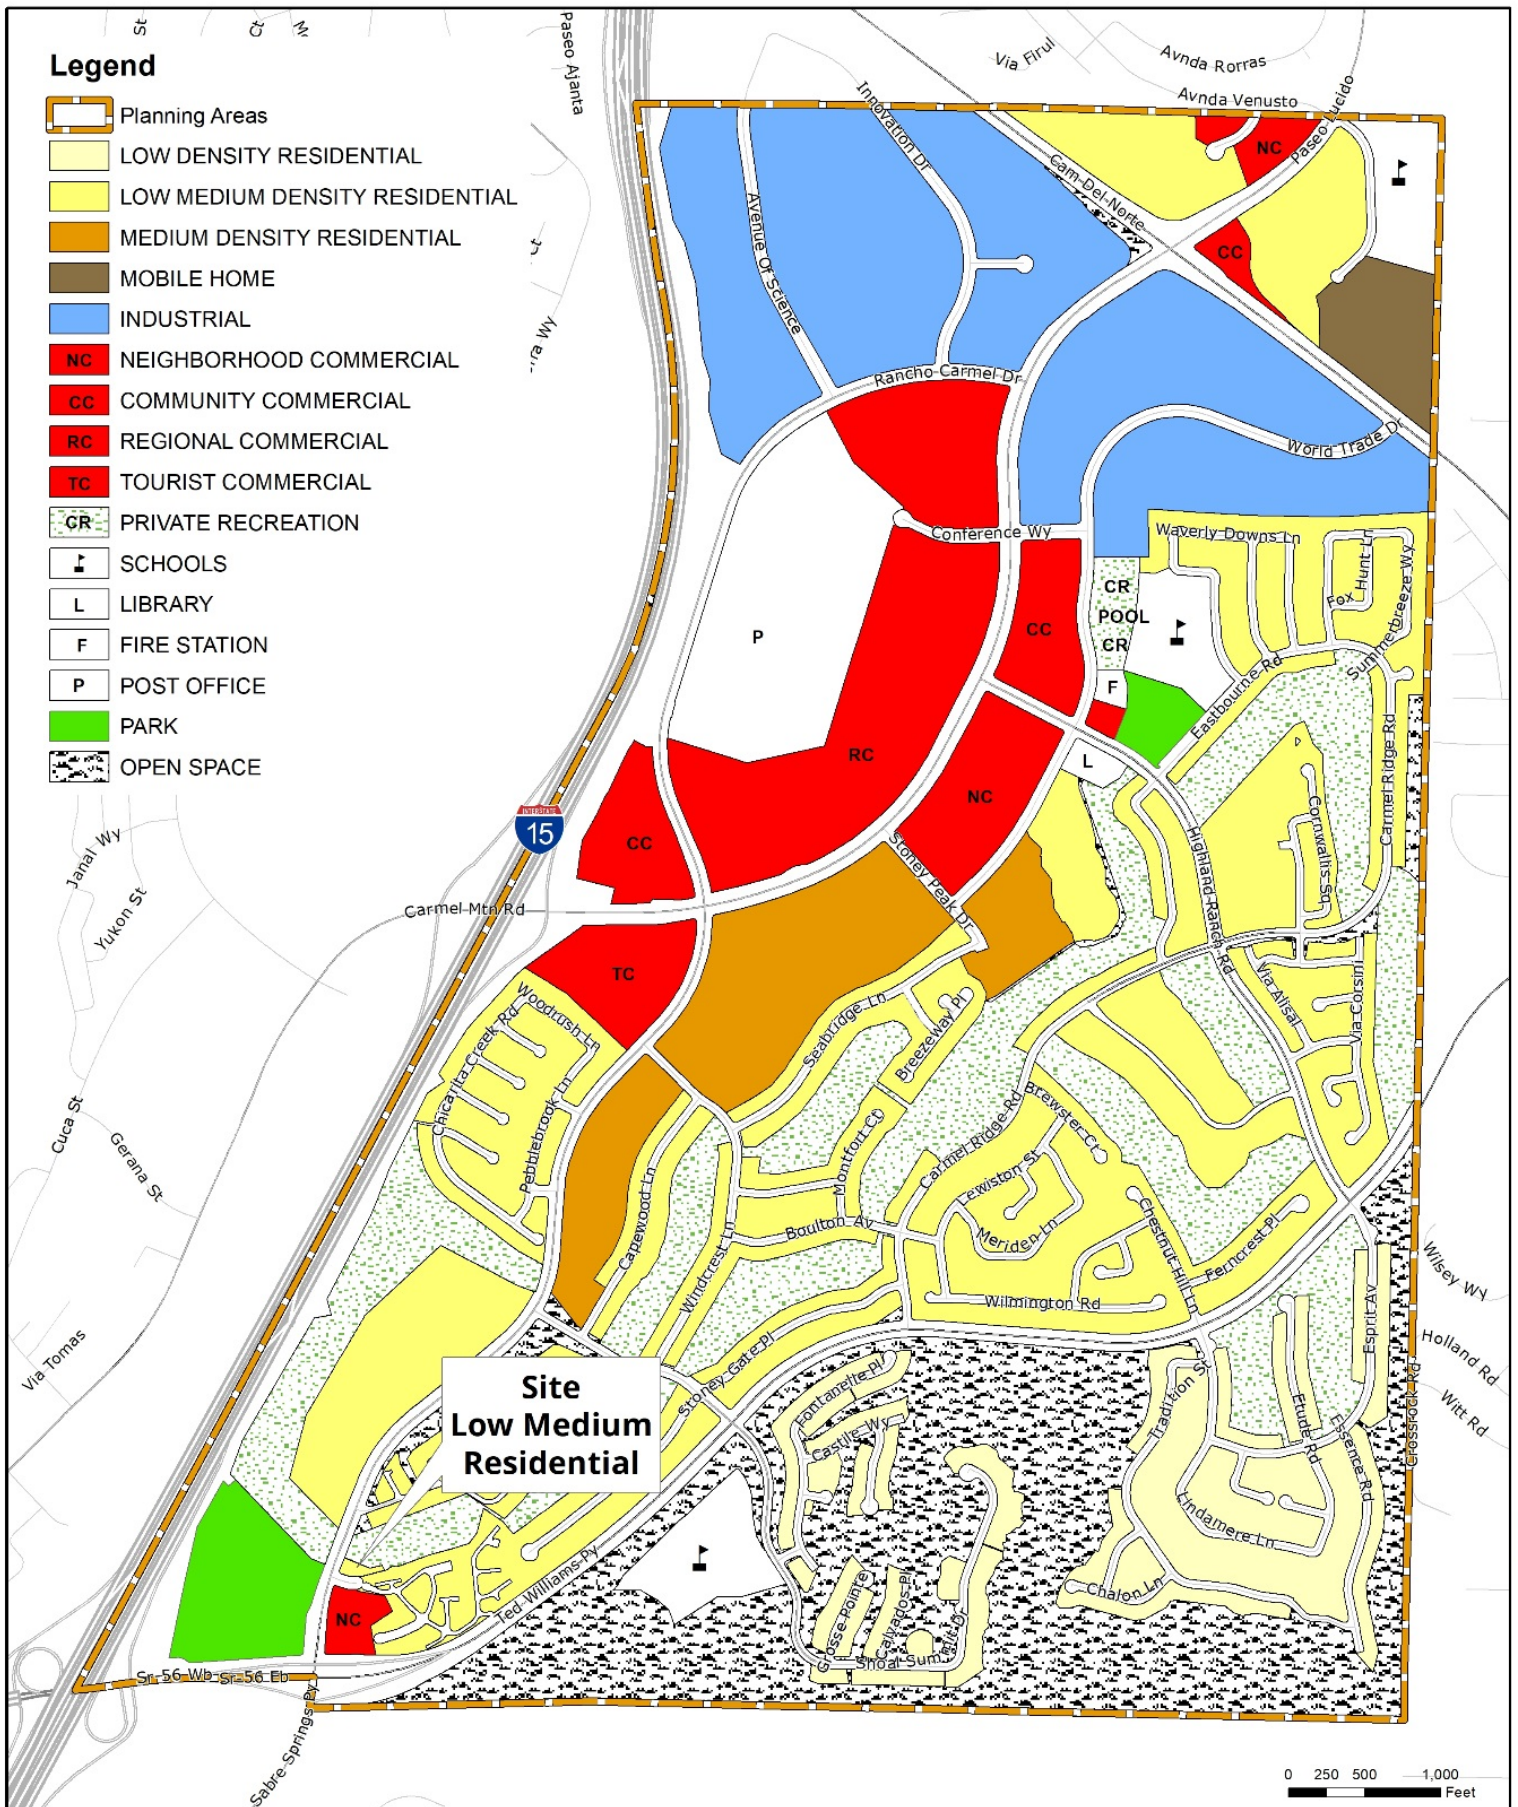 St
Ct
Paseo Ajanta
Via Firul
Avnda Rorras
Avnda Venusto
Paseo Lucido
Legend
Planning Areas
LOW DENSITY RESIDENTIAL
LOW MEDIUM DENSITY RESIDENTIAL
MEDIUM DENSITY RESIDENTIAL
MOBILE HOME
INDUSTRIAL
NC NEIGHBORHOOD COMMERCIAL
CC COMMUNITY COMMERCIAL
RC REGIONAL COMMERCIAL
TC TOURIST COMMERCIAL
CR PRIVATE RECREATION
SCHOOLS
L LIBRARY
F FIRE STATION
P POST OFFICE
PARK
OPEN SPACE
Innovation Dr
Cam Del Norte
NC
CC
Avenue Of Science
Rancho Carmel Dr
World Trade Dr
Conference Wy
Waverly Downs Ln
Fox Hunt Ln
Summerbreeze Wy
CR
POOL
CR
CC
P
F
Eastbourne Rd
RC
L
NC
CC
INTERSTATE
15
Carmel Ridge Rd
Cornwallis Sq
Highland Ranch Rd
Stoney Peak Dr
Janal Wy
Yukon St
Carmel Mtn Rd
TC
Woodrush Ln
Chicarita Creek Rd
Pebblebrook Ln
Seabridge Ln
Breezeway Pl
Via Alisal
Via Corsini
Cuca St
Gerana St
Montfort Ct
Carmel Ridge Rd
Brewster Ct
Lewiston St
Meriden Ln
Capewood Ln
Windcrest Ln
Boulton Av
Chestnut Hill Ln
Ferncrest Pl
Wilmington Rd
Esprit Av
Wilsey Wy
Holland Rd
Witt Rd
Crossrock Rd
Via Tomas
Stoney Gate Pl
Site
Low Medium
Residential
Fontanelle Pl
Castile Wy
Tradition St
Etude Rd
Essence Rd
Lindamere Ln
Chalon Ln
Ted Williams Py
NC
Grosse Pointe
Calvados Pl
Shoal Summit Dr
Sr 56 Wb
Sr 56 Eb
Sabre Springs Py
0 250 500 1,000
Feet